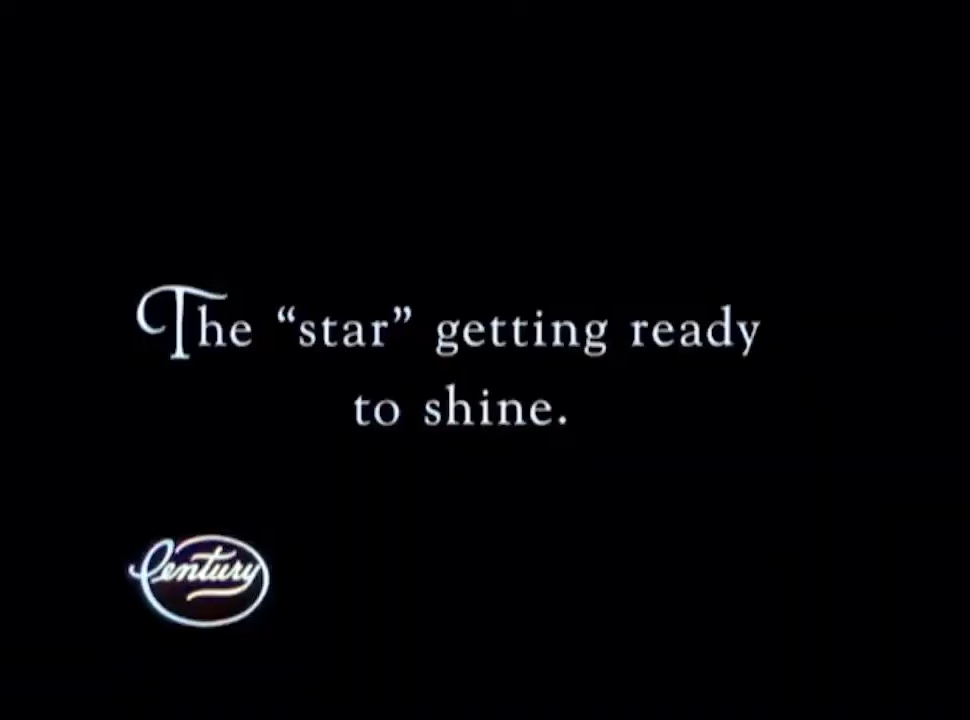 The “star” getting ready
to shine.
Century